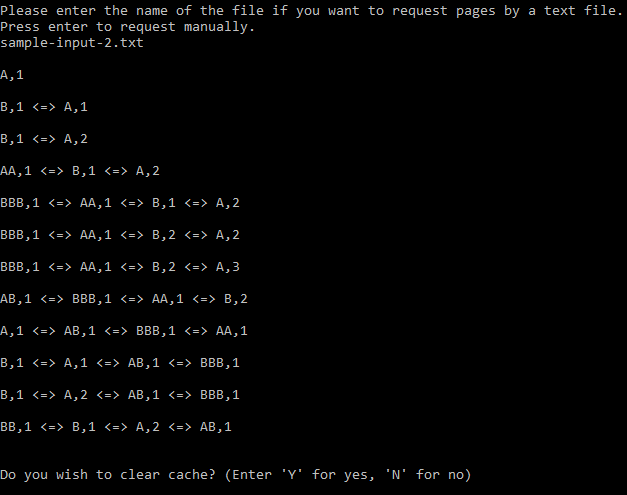 Please enter the name of the file if you want to request pages by a text file.
Press enter to request manually.
sample-input-2.txt
A,1
B,1 <=> A,1
B,1 <=> A,2
AA,1 <=> B,1 <=> A,2
BBB,1 <=> AA,1 <=> B,1 <=> A,2
BBB,1 <=> AA,1 <=> B,2 <=> A,2
BBB,1 <=> AA,1 <=> B,2 <=> A,3
AB,1 <=> BBB,1 <=> AA,1 <=> B,2
A,1 <=> AB,1 <=> BBB,1 <=> AA,1
B,1 <=> A,1 <=> AB,1 <=> BBB,1
B,1 <=> A,2 <=> AB,1 <=> BBB,1
BB,1 <=> B,1 <=> A,2 <=> AB,1
Do you wish to clear cache? (Enter 'Y' for yes, 'N' for no)